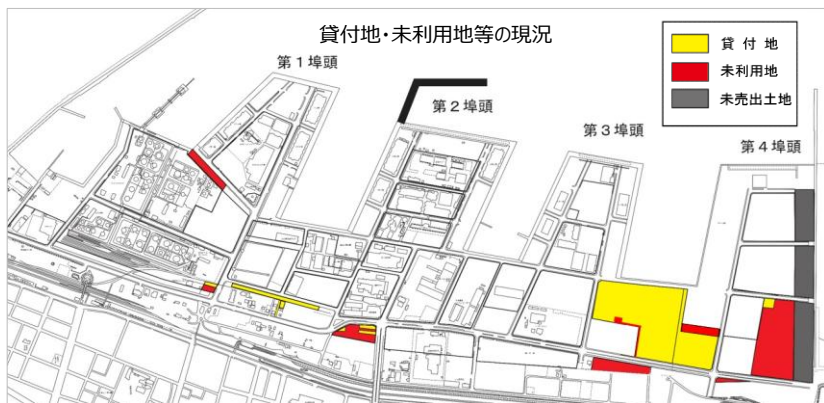 貸付地・未利用地等の現況
貸付地
未利用地
未売出土地
第1埠頭
第2埠頭
第3埠頭
第4埠頭